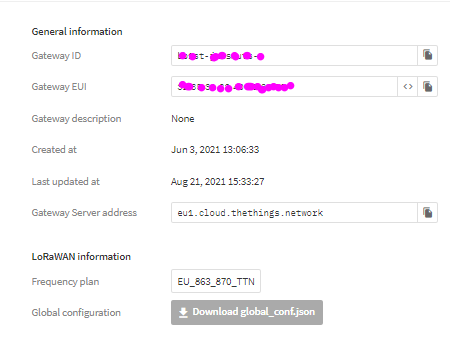 General information
Gateway ID
Gateway EUI
<>
Gateway description None
Created at Jun 3, 2021 13:06:33
Last updated at Aug 21, 2021 15:33:27
Gateway Server address eu1.cloud.thethings.network
LoRaWAN information
Frequency plan EU_863_870_TTN
Global configuration Download global_conf.json